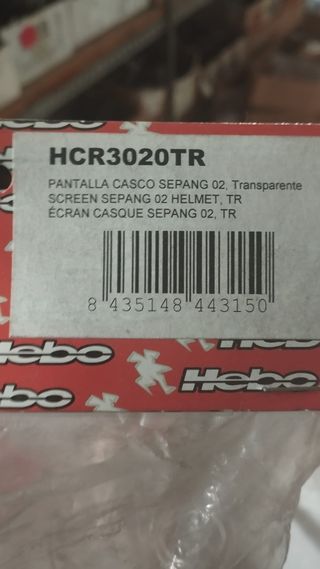 Hebo
HCR3020TR
PANTALLA CASCO SEPANG 02, Transparente
SCREEN SEPANG 02 HELMET, TR
ÉCRAN CASQUE SEPANG 02, TR
8 435148 443150
Hebo
Hebo